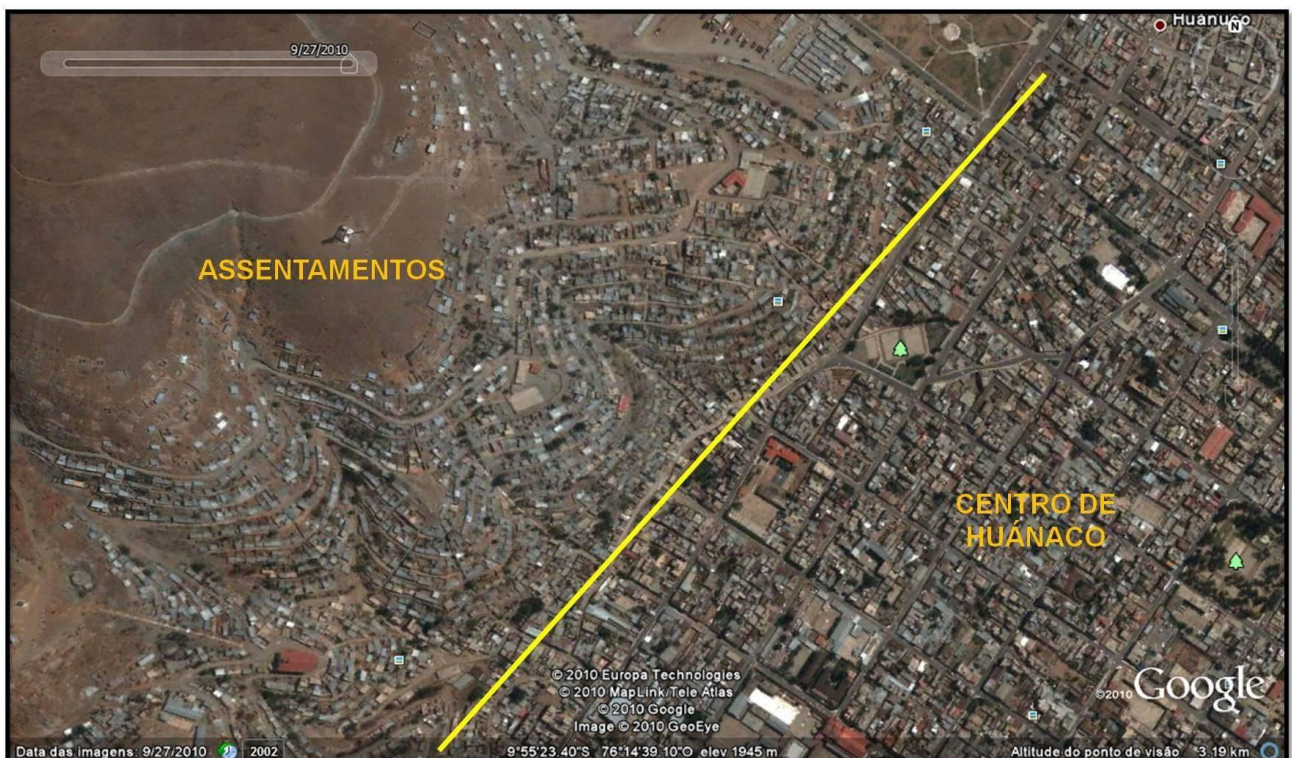 Huánuco
N
9/27/2010
ASSENTAMENTOS
CENTRO DE
HUÁNACO
© 2010 Europa Technologies
© 2010 MapLink/Tele Atlas
© 2010 Google
Image © 2010 GeoEye
©2010 Google
Data das imagens: 9/27/2010 2002 9°55'23.40"S 76°14'39.10"O elev 1945 m Altitude do ponto de visão 3.19 km